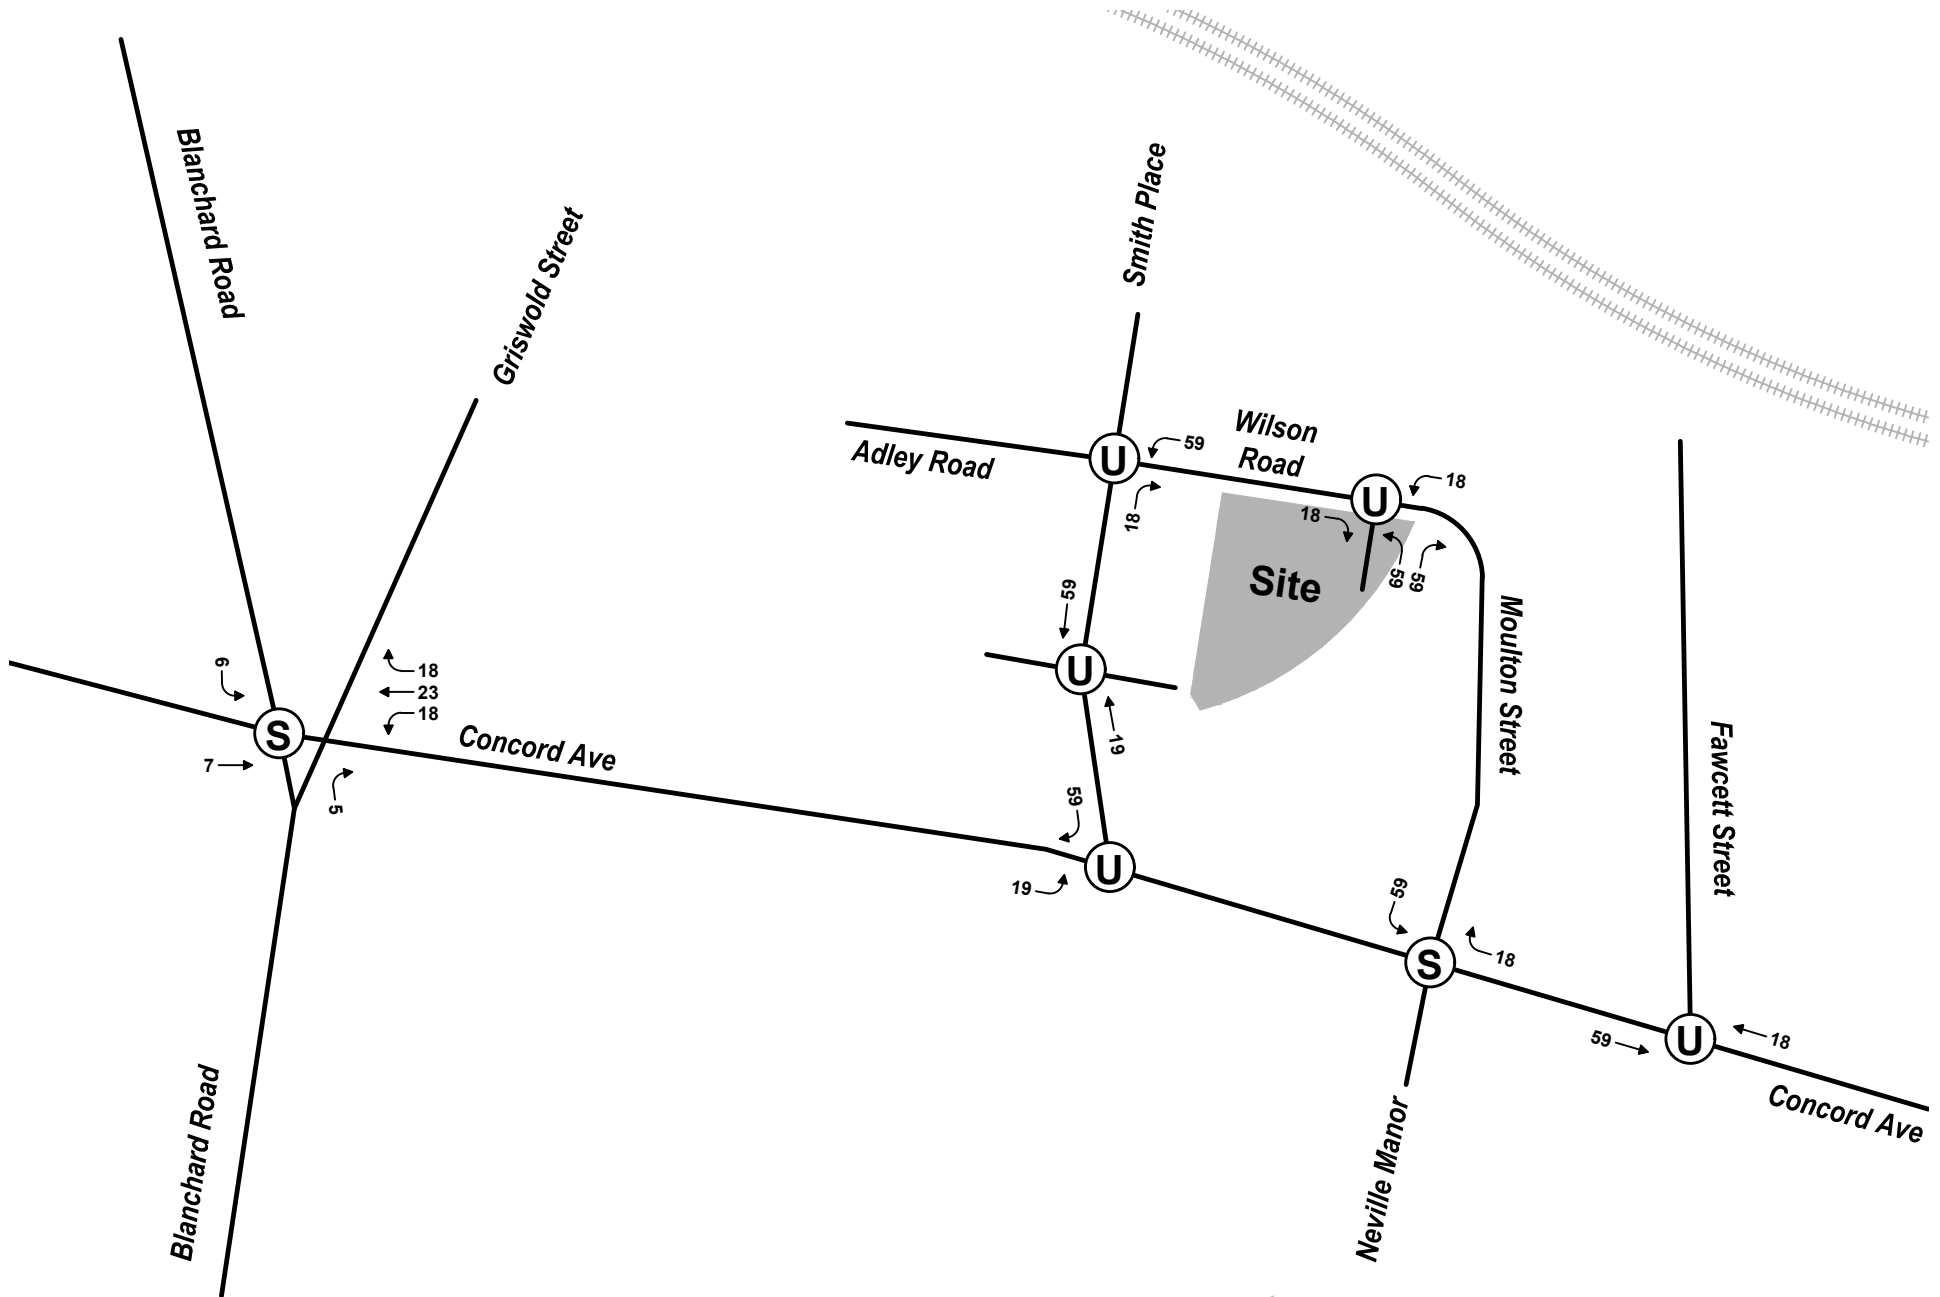 Blanchard Road
Griswold Street
Smith Place
Wilson
Road
Adley Road
59
U
18
U
18
18
59
59
Site
59
Moulton Street
6
18
23
18
U
19
S
7
5
Concord Ave
Fawcett Street
59
19
U
59
18
S
59
18
U
Concord Ave
Blanchard Road
Neville Manor